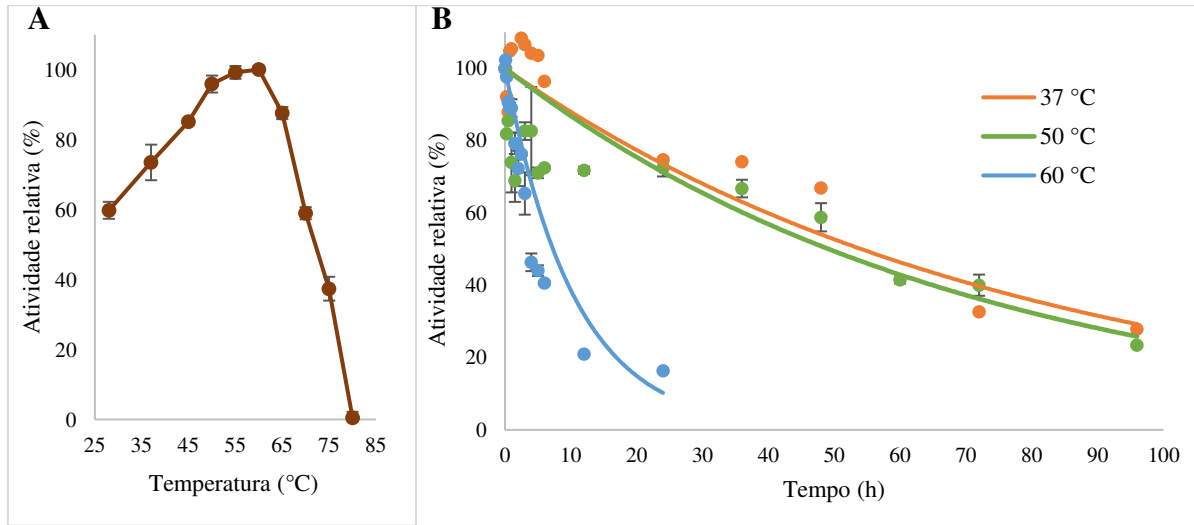 A
Atividade relativa (%)
100
80
60
40
20
0
25 35 45 55 65 75 85
Temperatura (°C)
B
Atividade relativa (%)
100
80
60
40
20
0
0 10 20 30 40 50 60 70 80 90 100
Tempo (h)
37 °C
50 °C
60 °C